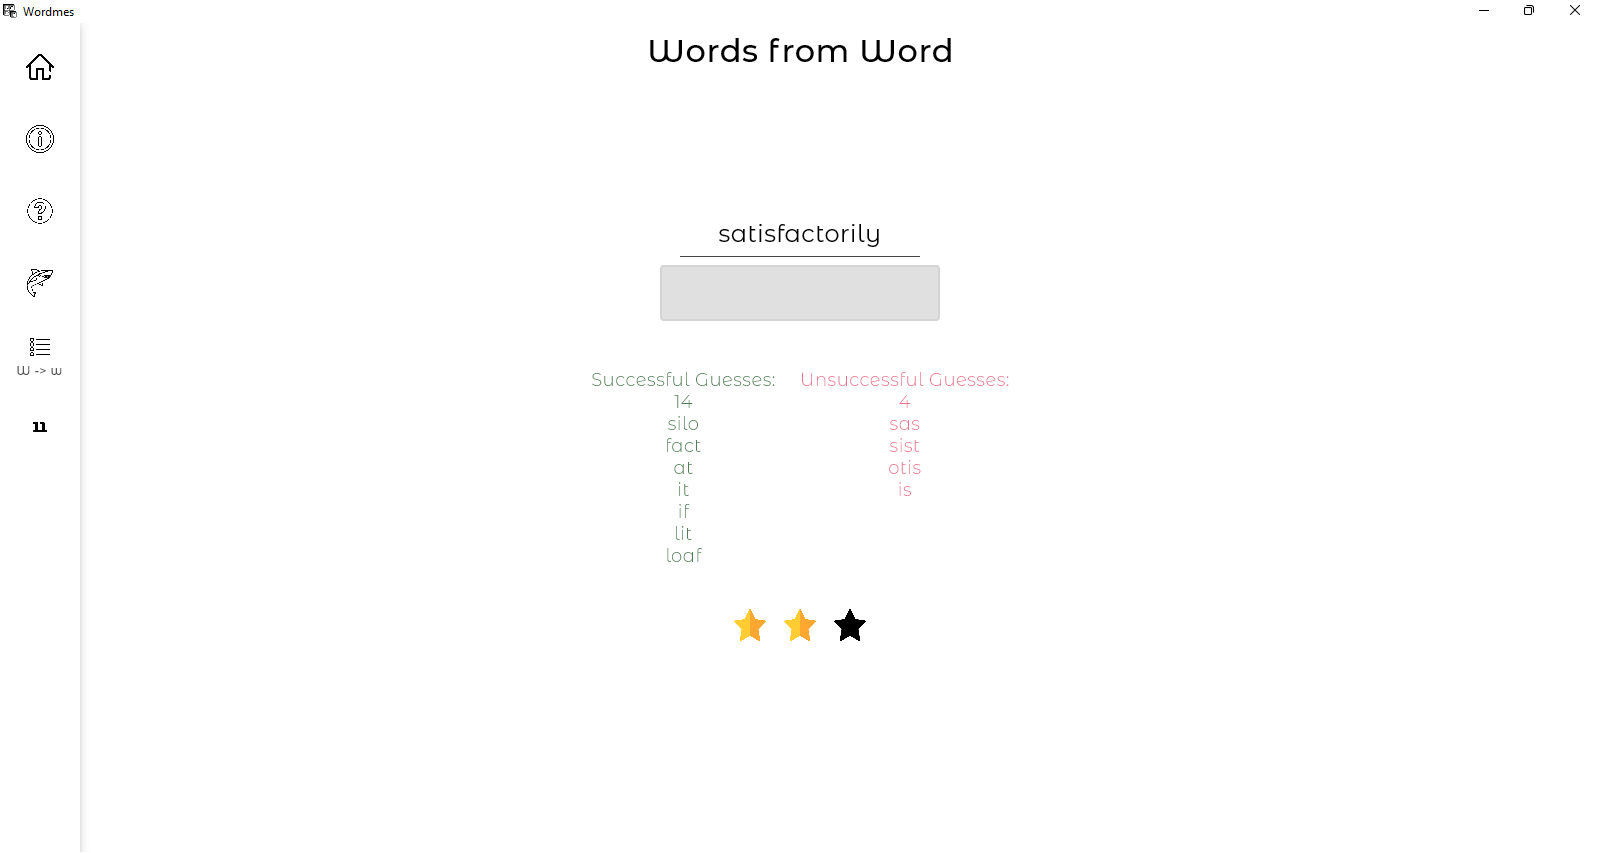 Wordmes
Words from Word
satisfactorily
Successful Guesses:
14
silo
fact
at
it
if
lit
loaf
Unsuccessful Guesses:
4
sas
sist
otis
is
W -> w
11